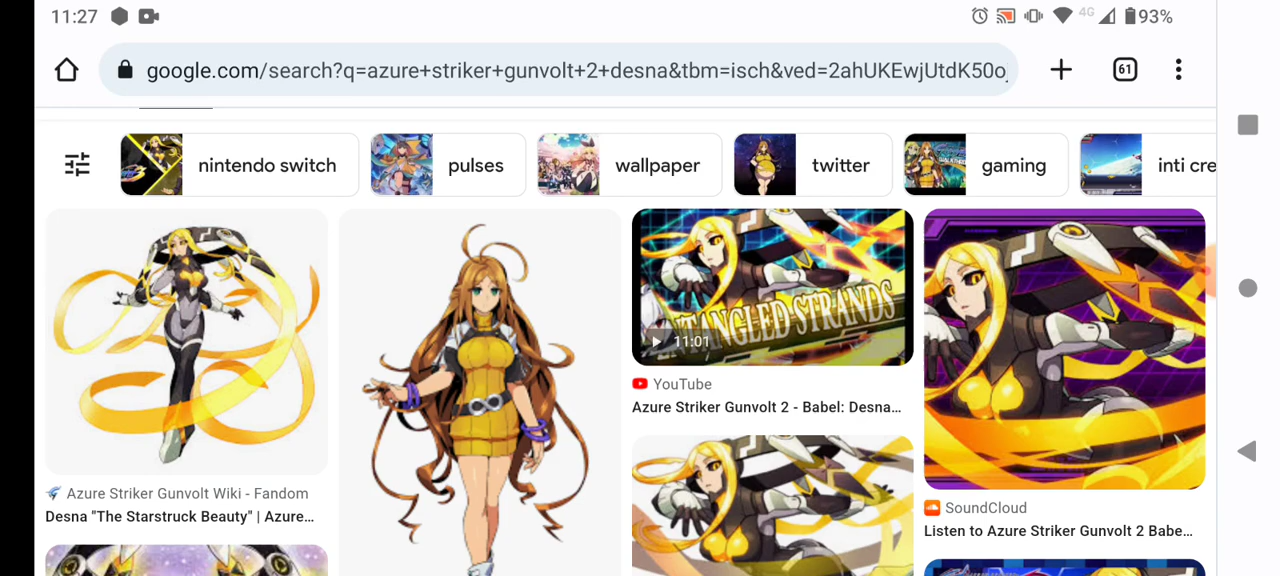 11:27
4G
93%
google.com/search?q=azure+striker+gunvolt+2+desna&tbm=isch&ved=2ahUKEwjUtdK50o
61
nintendo switch
pulses
wallpaper
twitter
gaming
inti cre
NTANGLED STRANDS
11:01
YouTube
Azure Striker Gunvolt 2 - Babel: Desna...
Azure Striker Gunvolt Wiki - Fandom
Desna "The Starstruck Beauty" | Azure...
SoundCloud
Listen to Azure Striker Gunvolt 2 Babe...